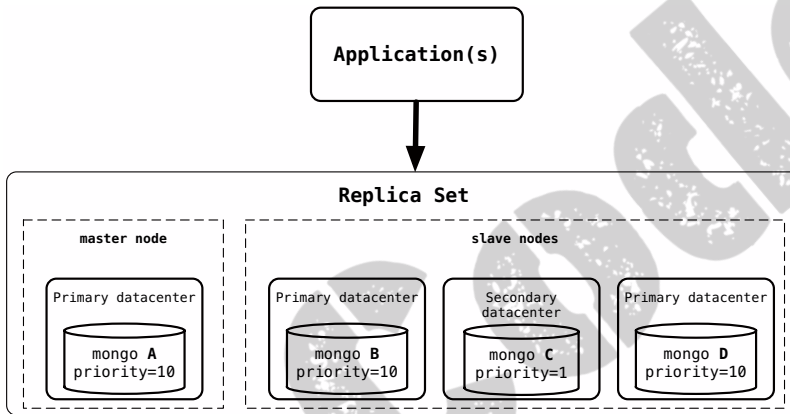 Application(s)
Replica Set
master node
slave nodes
Primary datacenter
mongo A
priority=10
Primary datacenter
mongo B
priority=10
Secondary
datacenter
mongo C
priority=1
Primary datacenter
mongo D
priority=10